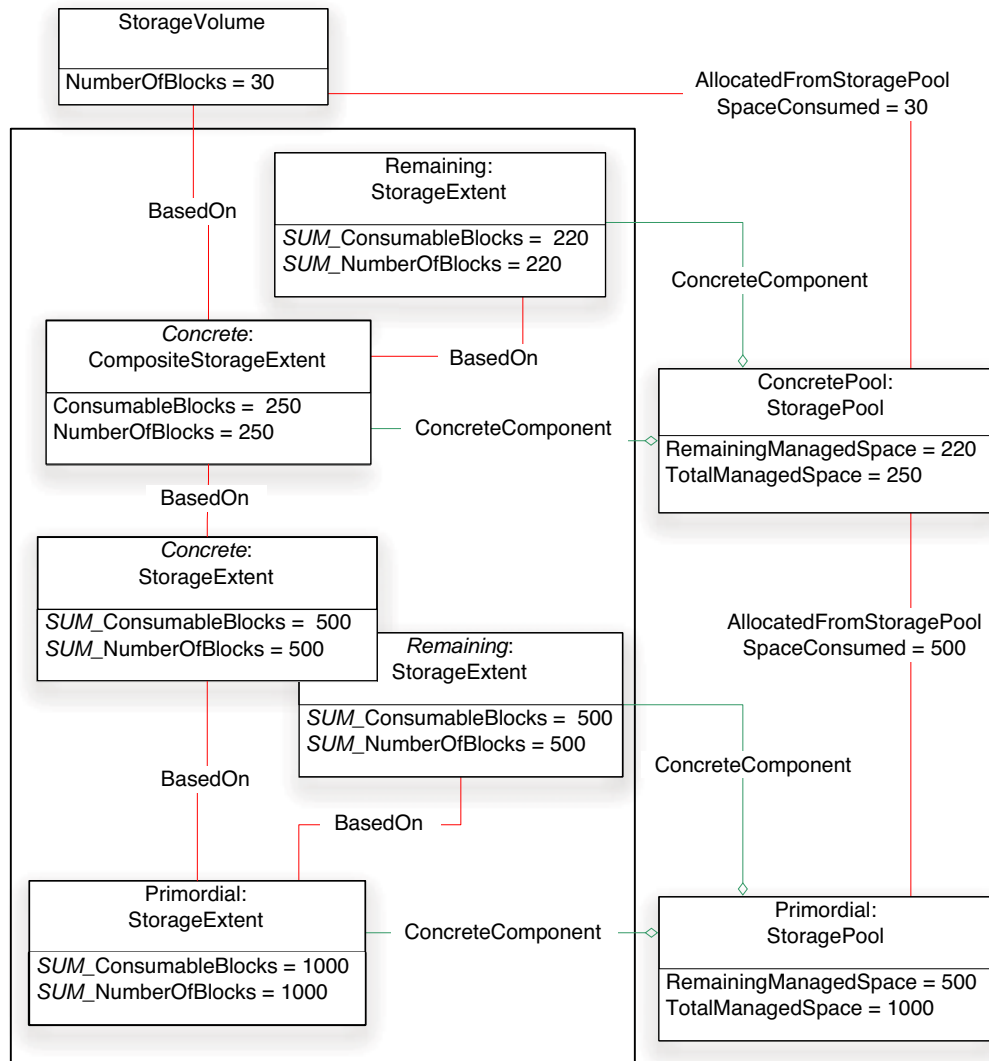 StorageVolume
NumberOfBlocks = 30
AllocatedFromStoragePool
SpaceConsumed = 30
BasedOn
Remaining:
StorageExtent
SUM_ConsumableBlocks =  220
SUM_NumberOfBlocks = 220
ConcreteComponent
BasedOn
Concrete:
CompositeStorageExtent
ConsumableBlocks =  250
NumberOfBlocks = 250
ConcreteComponent
ConcretePool:
StoragePool
RemainingManagedSpace = 220
TotalManagedSpace = 250
BasedOn
Concrete:
StorageExtent
SUM_ConsumableBlocks =  500
SUM_NumberOfBlocks = 500
Remaining:
StorageExtent
SUM_ConsumableBlocks =  500
SUM_NumberOfBlocks = 500
AllocatedFromStoragePool
SpaceConsumed = 500
ConcreteComponent
BasedOn
BasedOn
Primordial:
StorageExtent
SUM_ConsumableBlocks = 1000
SUM_NumberOfBlocks = 1000
ConcreteComponent
Primordial:
StoragePool
RemainingManagedSpace = 500
TotalManagedSpace = 1000